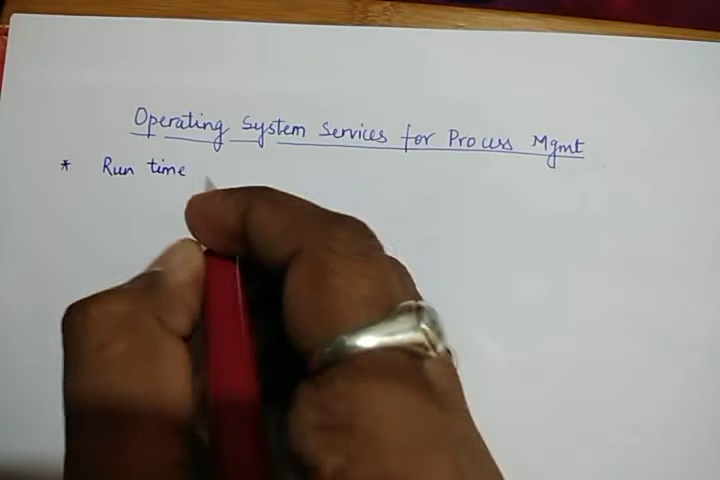 Operating System Services for Process Mgmt
* Run time